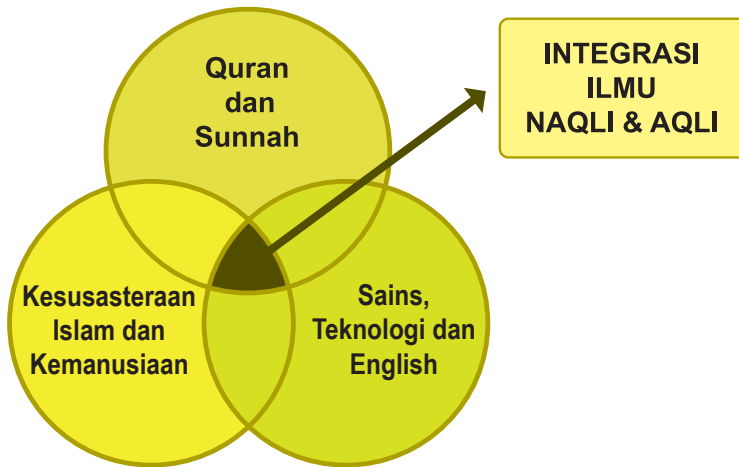 Quran
dan
Sunnah
INTEGRASI
ILMU
NAQLI & AQLI
Kesusasteraan
Islam dan
Kemanusiaan
Sains,
Teknologi dan
English